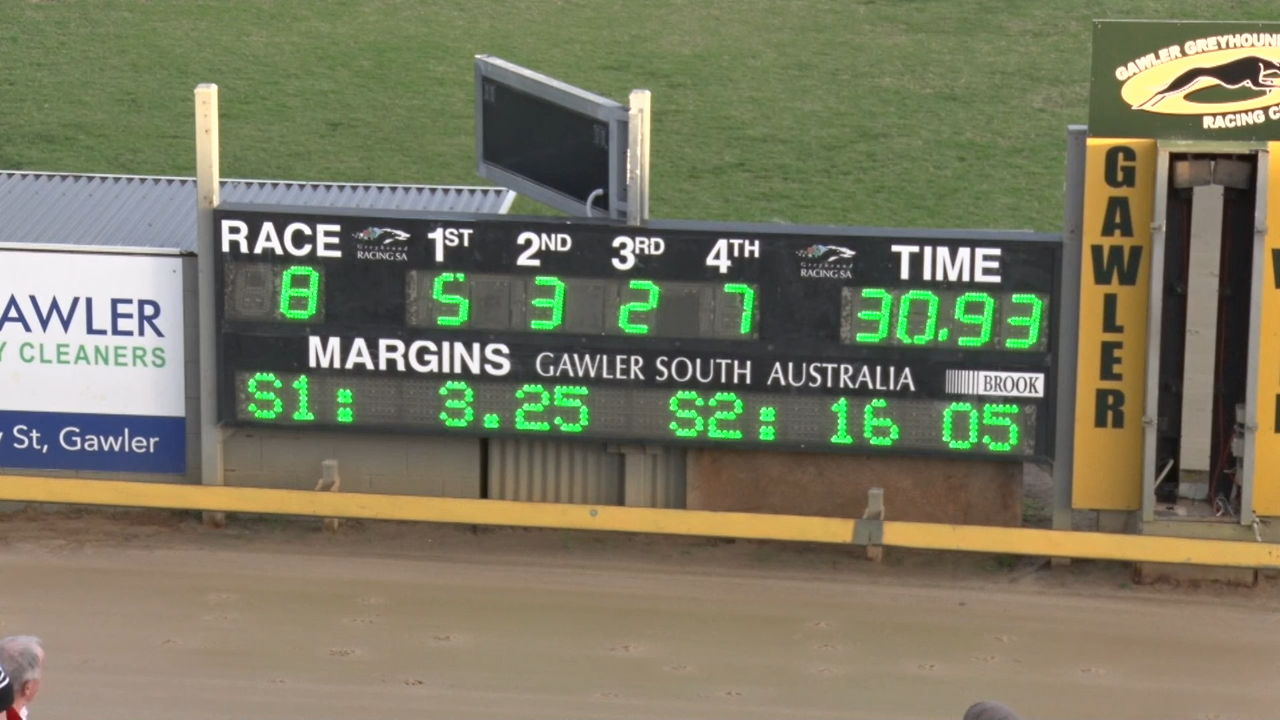 GAWLER GREYHOUN
RACING C
GAWLER
RACE 1ST 2ND 3RD 4TH TIME
Greyhound RACING SA
Greyhound RACING SA
8 5 3 2 7 30.93
MARGINS GAWLER SOUTH AUSTRALIA BROOK
S1: 3.25 S2: 16 05
AWLER
Y CLEANERS
y St, Gawler